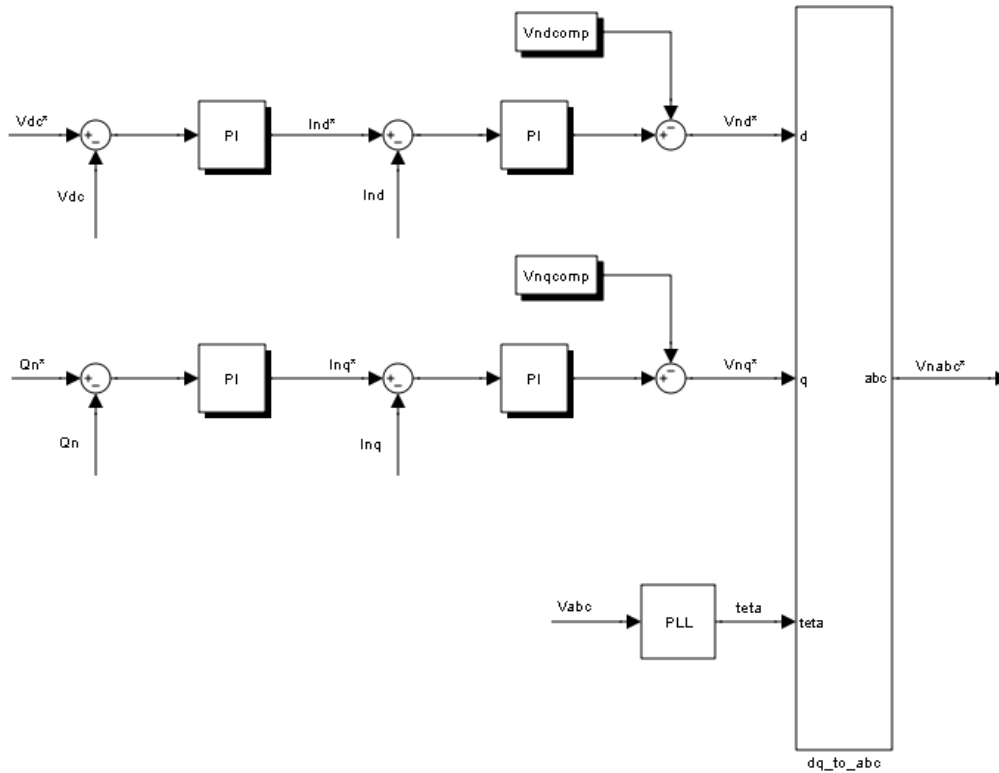 Vndcomp
Vdc*
+
-
PI
Ind*
+
-
PI
-
+
Vnd*
d
Vdc
Ind
Vnqcomp
Qn*
+
-
PI
Inq*
+
-
PI
-
+
Vnq*
q
abc
Vnabc*
Qn
Inq
Vabc
PLL
teta
teta
dq_to_abc